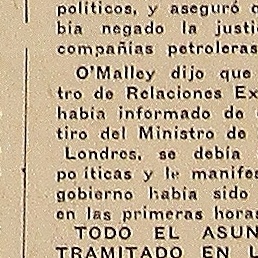 políticos, y aseguró
bía negado la justi
compañías petroleras
O'Malley dijo que
tro de Relaciones Ex
había informado de
tiro del Ministro de
Londres, se debía
po íticas y le manifes
gobierno había sido
en las primeras horas
TODO EL ASUN
TRAMITADO EN L